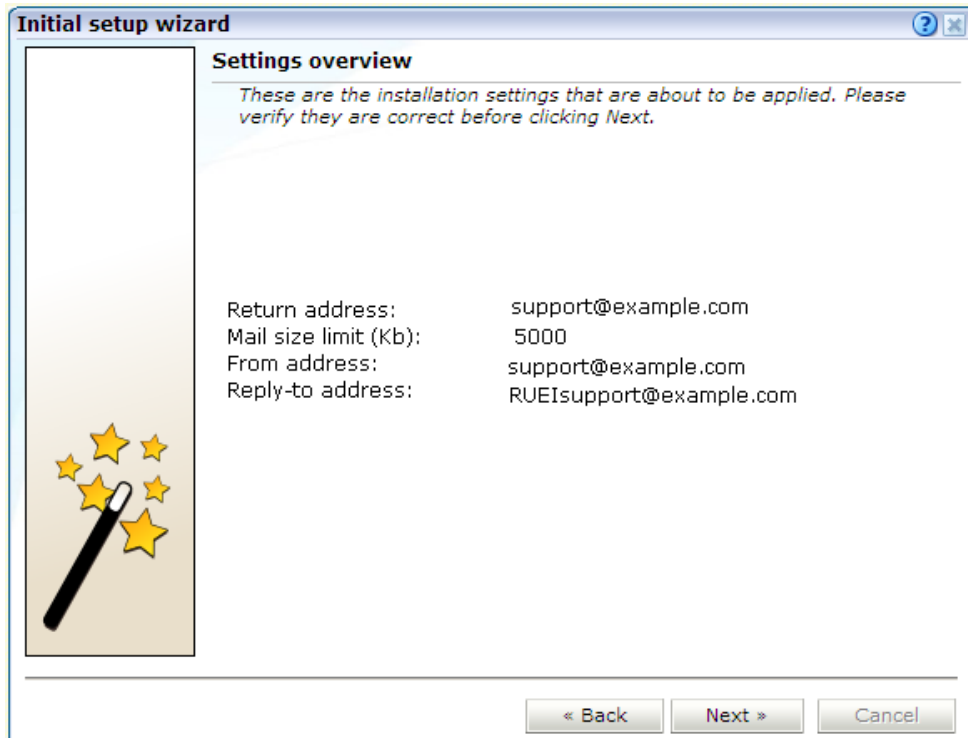 Initial setup wizard
Settings overview
These are the installation settings that are about to be applied. Please
verify they are correct before clicking Next.
Return address: support@example.com
Mail size limit (Kb): 5000
From address: support@example.com
Reply-to address: RUEIsupport@example.com
« Back Next » Cancel